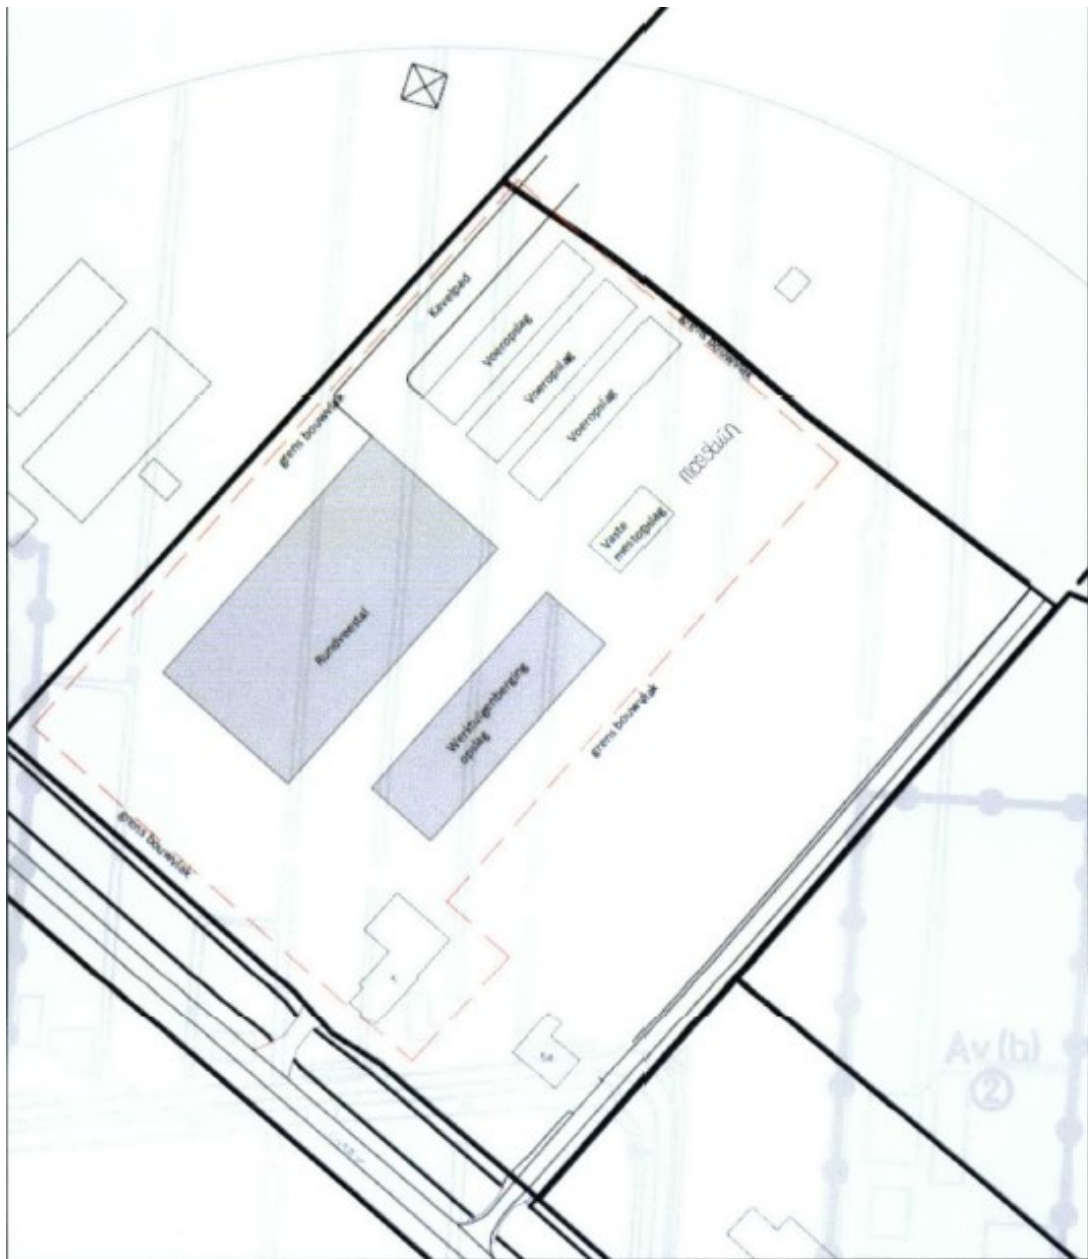 Kavelpad
Voeropslag
Voeropslag
Voeropslag
grens bouwvlak
grens bouwvlak
Vaste
mestopslag
Rundveestal
Werktuigenberging
opslag
grens bouwvlak
grens bouwvlak
Av (b)
2